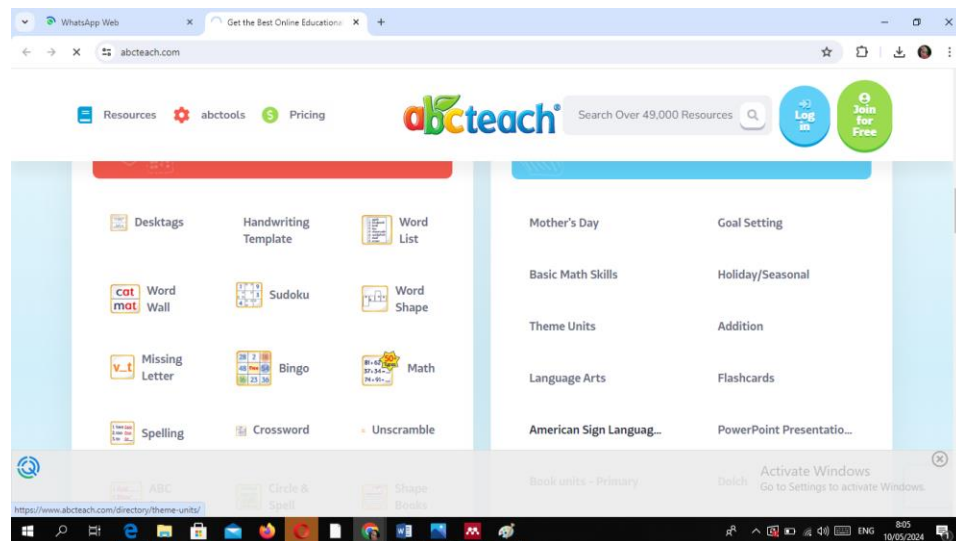 WhatsApp Web
Get the Best Online Educationa
abcteach.com
Resources
abctools
Pricing
abcteach®
Search Over 49,000 Resources
Log
in
Join
for
Free
Desktags
Handwriting
Template
Word
List
cat
mat
Word
Wall
Sudoku
Word
Shape
v_t
Missing
Letter
Bingo
Math
Spelling
Crossword
Unscramble
ABC
Circle &
Spell
Shape
Books
Mother's Day
Goal Setting
Basic Math Skills
Holiday/Seasonal
Theme Units
Addition
Language Arts
Flashcards
American Sign Languag...
PowerPoint Presentatio...
Book units - Primary
Dolch
Activate Windows
Go to Settings to activate Windows.
https://www.abcteach.com/directory/theme-units/
ENG
8:05
10/05/2024